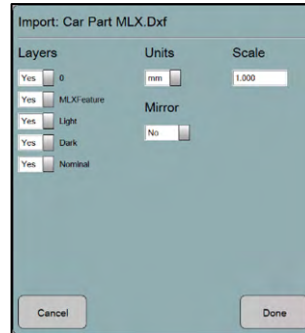 Import: Car Part MLX.Dxf
Layers Units Scale
Yes 0 mm 1.000
Yes MLXFeature
Mirror
Yes Light
No
Yes Dark
Yes Nominal
Cancel Done